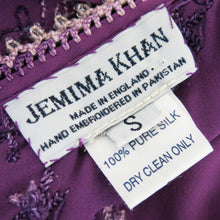 JEMIMA KHAN
MADE IN ENGLAND...
HAND EMBROIDERED IN PAKISTAN
S
100% PURE SILK
DRY CLEAN ONLY